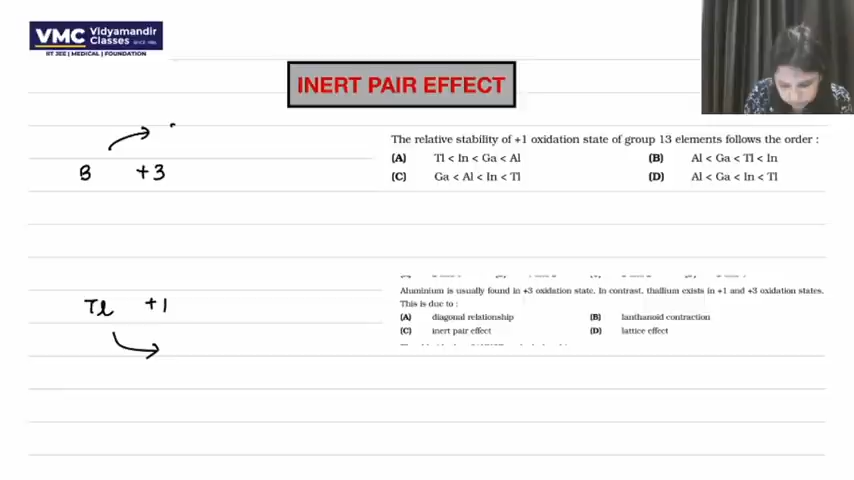 VMC Vidyamandir Classes SINCE 1986
IIT JEE | MEDICAL | FOUNDATION
INERT PAIR EFFECT
B +3
The relative stability of +1 oxidation state of group 13 elements follows the order :
(A) Tl < In < Ga < Al (B) Al < Ga < Tl < In
(C) Ga < Al < In < Tl (D) Al < Ga < In < Tl
Tl +1
Aluminium is usually found in +3 oxidation state. In contrast, thallium exists in +1 and +3 oxidation states.
This is due to :
(A) diagonal relationship (B) lanthanoid contraction
(C) inert pair effect (D) lattice effect